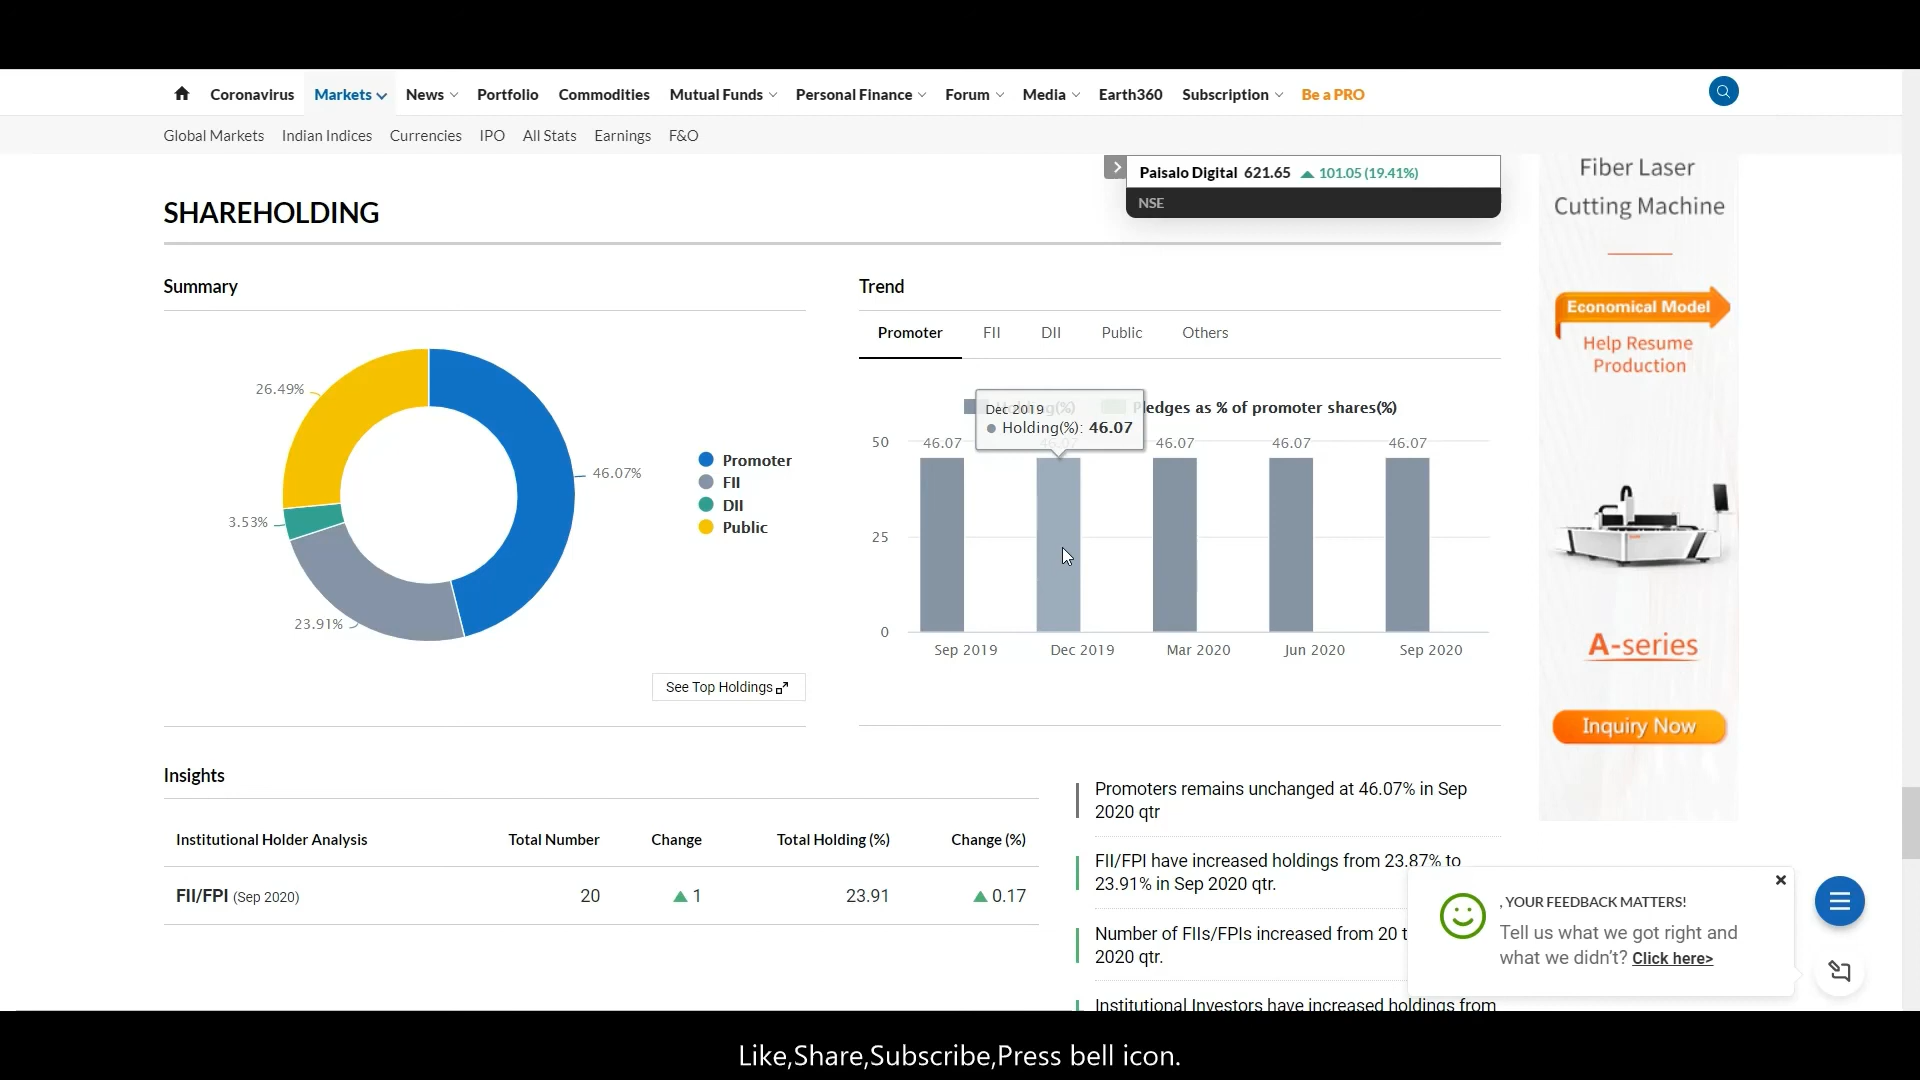 Coronavirus Markets News Portfolio Commodities Mutual Funds Personal Finance Forum Media Earth360 Subscription Be a PRO
Global Markets Indian Indices Currencies IPO All Stats Earnings F&O
Paisalo Digital 621.65 101.05 (19.41%)
NSE
SHAREHOLDING
Summary
26.49%
46.07%
3.53%
23.91%
Promoter
FII
DII
Public
See Top Holdings
Trend
Promoter FII DII Public Others
Holding(%) Pledges as % of promoter shares(%)
Dec 2019
Holding(%): 46.07
50
25
0
46.07 46.07 46.07 46.07 46.07
Sep 2019 Dec 2019 Mar 2020 Jun 2020 Sep 2020
Insights
Institutional Holder Analysis Total Number Change Total Holding (%) Change (%)
FII/FPI (Sep 2020) 20 1 23.91 0.17
Promoters remains unchanged at 46.07% in Sep
2020 qtr
FII/FPI have increased holdings from 23.87% to
23.91% in Sep 2020 qtr.
Number of FIIs/FPIs increased from 20 t
2020 qtr.
Institutional Investors have increased holdings from
Fiber Laser
Cutting Machine
Economical Model
Help Resume
Production
A-series
Inquiry Now
, YOUR FEEDBACK MATTERS!
Tell us what we got right and
what we didn't? Click here>
Like,Share,Subscribe,Press bell icon.